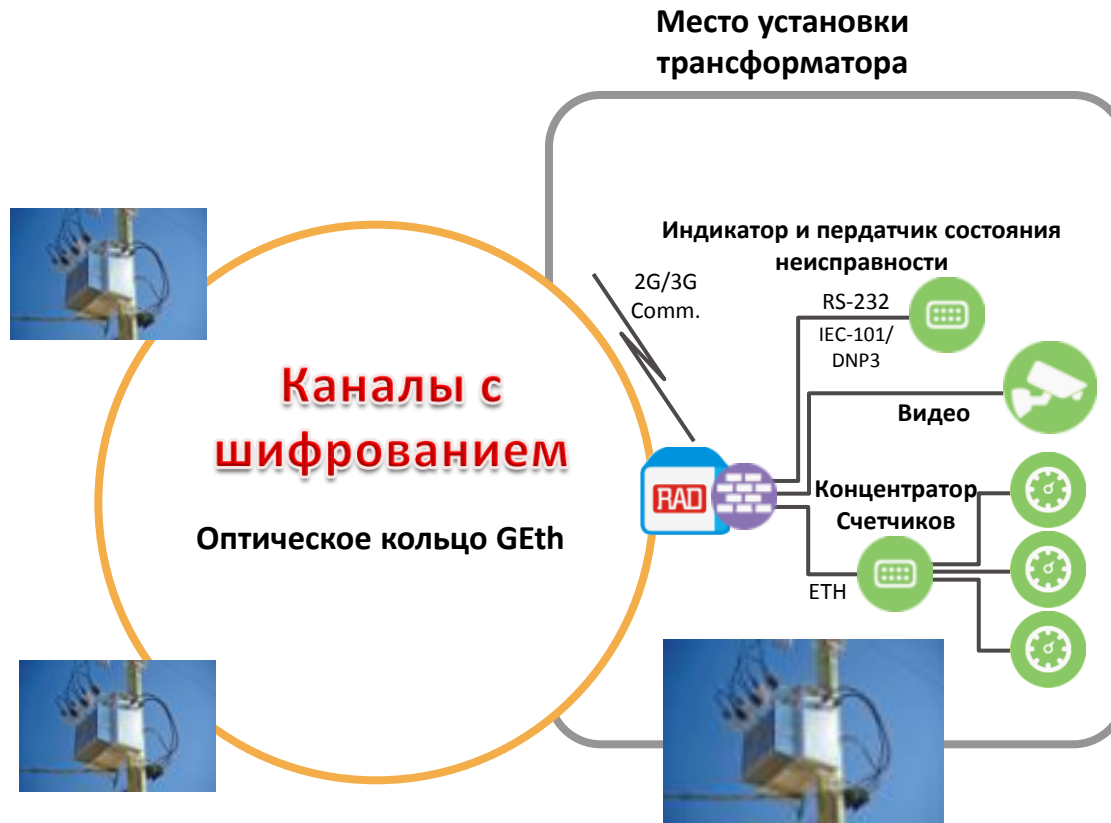 Место установки
трансформатора
Индикатор и пердатчик состояния
неисправности
2G/3G
Comm.
RS-232
IEC-101/
DNP3
Видео
Каналы с
шифрованием
RAD
Концентратор
Счетчиков
Оптическое кольцо GEth
ETH